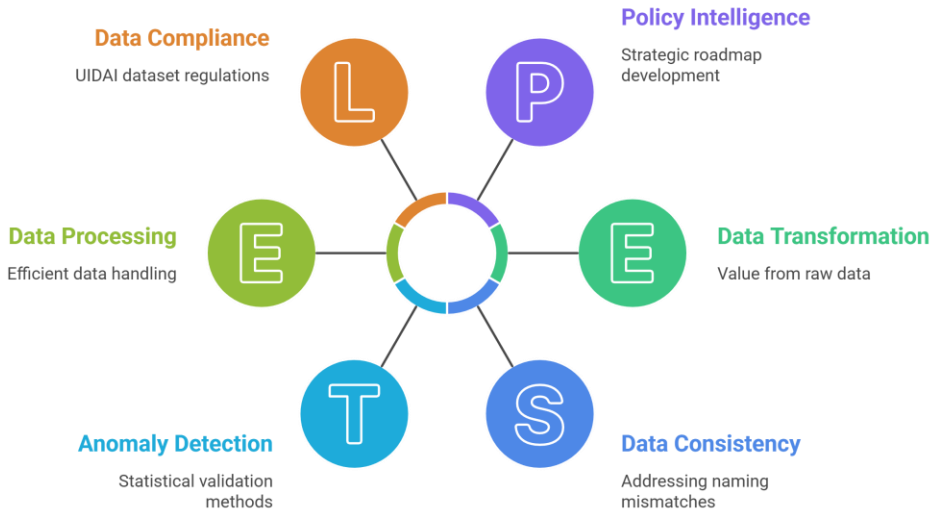 Policy Intelligence
Strategic roadmap
development
P
Data Compliance
UIDAI dataset regulations
L
Data Processing
Efficient data handling
E
E
Data Transformation
Value from raw data
T
Anomaly Detection
Statistical validation
methods
S
Data Consistency
Addressing naming
mismatches